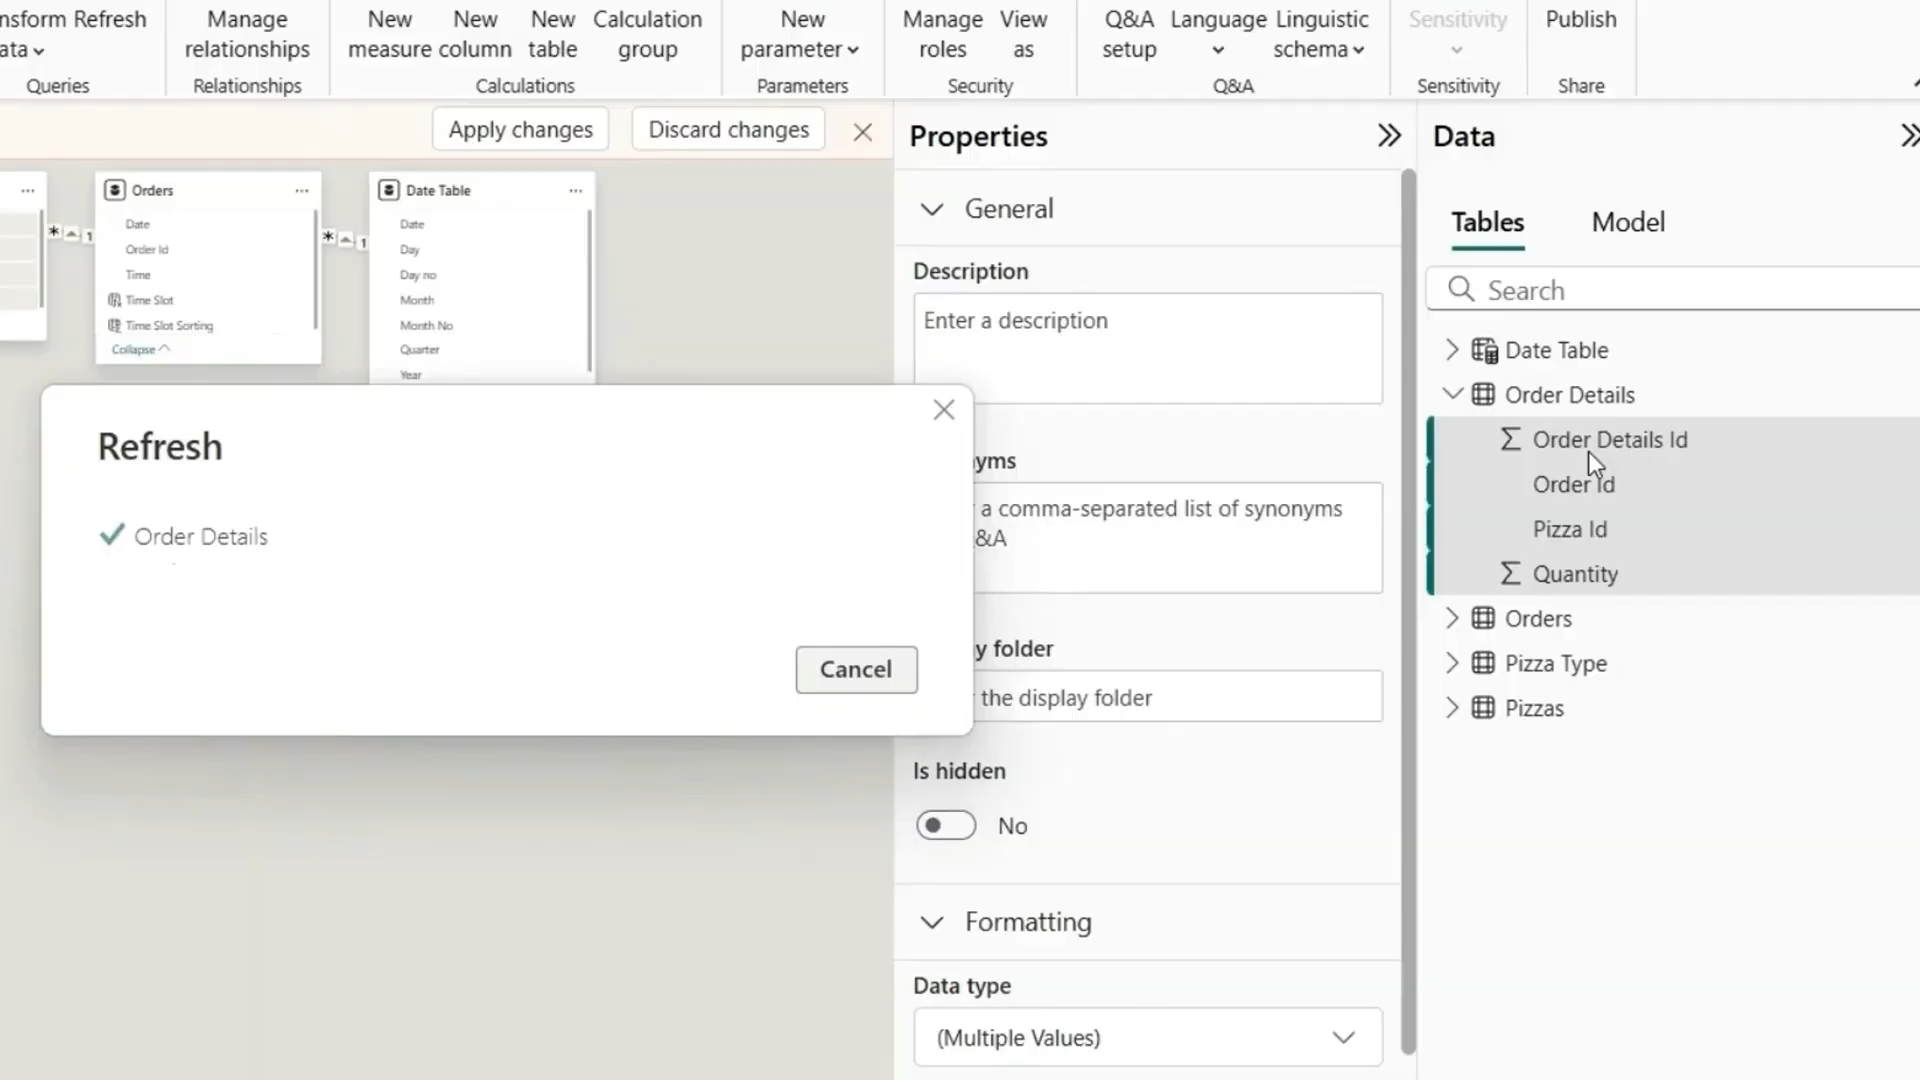 nsform Refresh
ata
Queries
Manage
relationships
Relationships
New
measure
New
column
New
table
Calculation
group
Calculations
New
parameter
Parameters
Manage
roles
View
as
Security
Q&A
setup
Language
Linguistic
schema
Q&A
Sensitivity
Sensitivity
Publish
Share
Apply changes
Discard changes
Orders
Date
Order Id
Time
Time Slot
Time Slot Sorting
Collapse
* 1
Date Table
Date
Day
Day no
Month
Month No
Quarter
Year
* 1
Refresh
Order Details
Cancel
Properties
General
Description
Enter a description
yms
a comma-separated list of synonyms
&A
y folder
the display folder
Is hidden
No
Formatting
Data type
(Multiple Values)
Data
Tables
Model
Search
Date Table
Order Details
Order Details Id
Order Id
Pizza Id
Quantity
Orders
Pizza Type
Pizzas